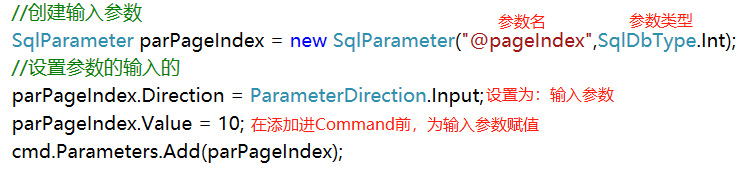 //创建输入参数
参数名 参数类型
SqlParameter parPageIndex = new SqlParameter("@pageIndex",SqlDbType.Int);
//设置参数的输入的
parPageIndex.Direction = ParameterDirection.Input;设置为：输入参数
parPageIndex.Value = 10; 在添加进Command前，为输入参数赋值
cmd.Parameters.Add(parPageIndex);